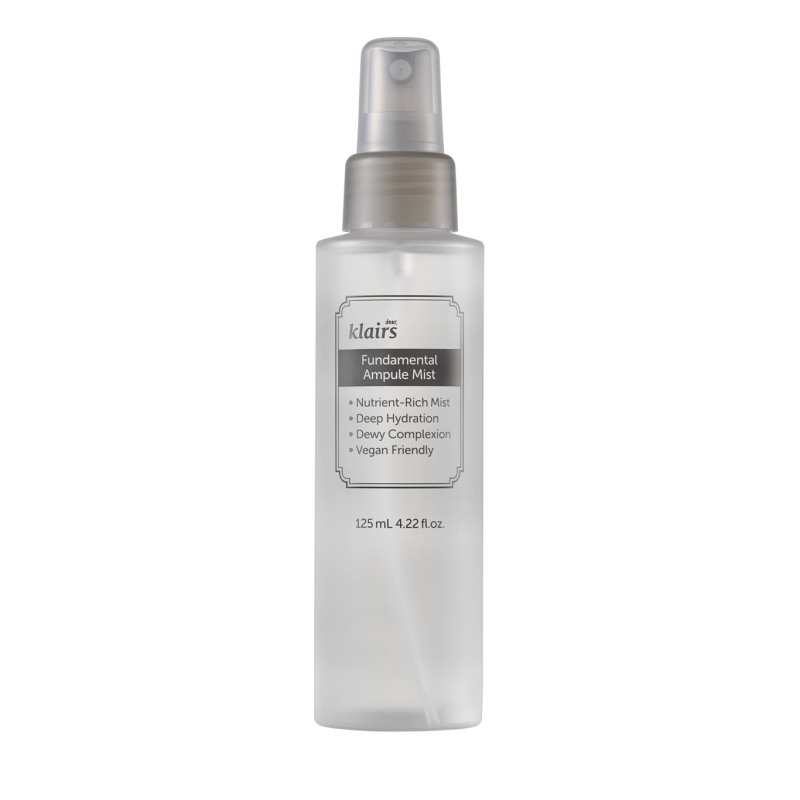 dear,
klairs
Fundamental
Ampule Mist
• Nutrient-Rich Mist
• Deep Hydration
• Dewy Complexion
• Vegan Friendly
125 mL 4.22 fl.oz.